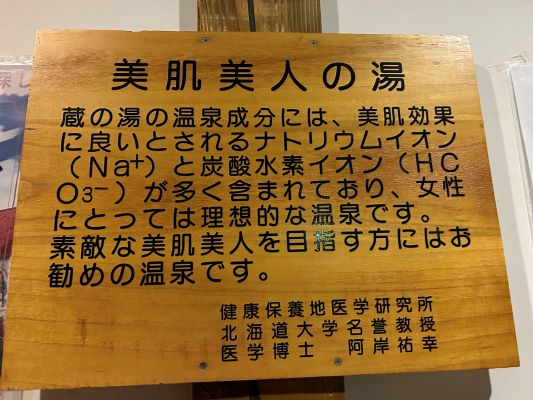 美肌美人の湯
蔵の湯の温泉成分には、美肌効果
に良いとされるナトリウムイオン
（Na+）と炭酸水素イオン（HC
O3−）が多く含まれており、女性
にとっては理想的な温泉です。
素敵な美肌美人を目指す方にはお
勧めの温泉です。
健康保養地医学研究所
北海道大学名誉教授
医学博士　阿岸祐幸